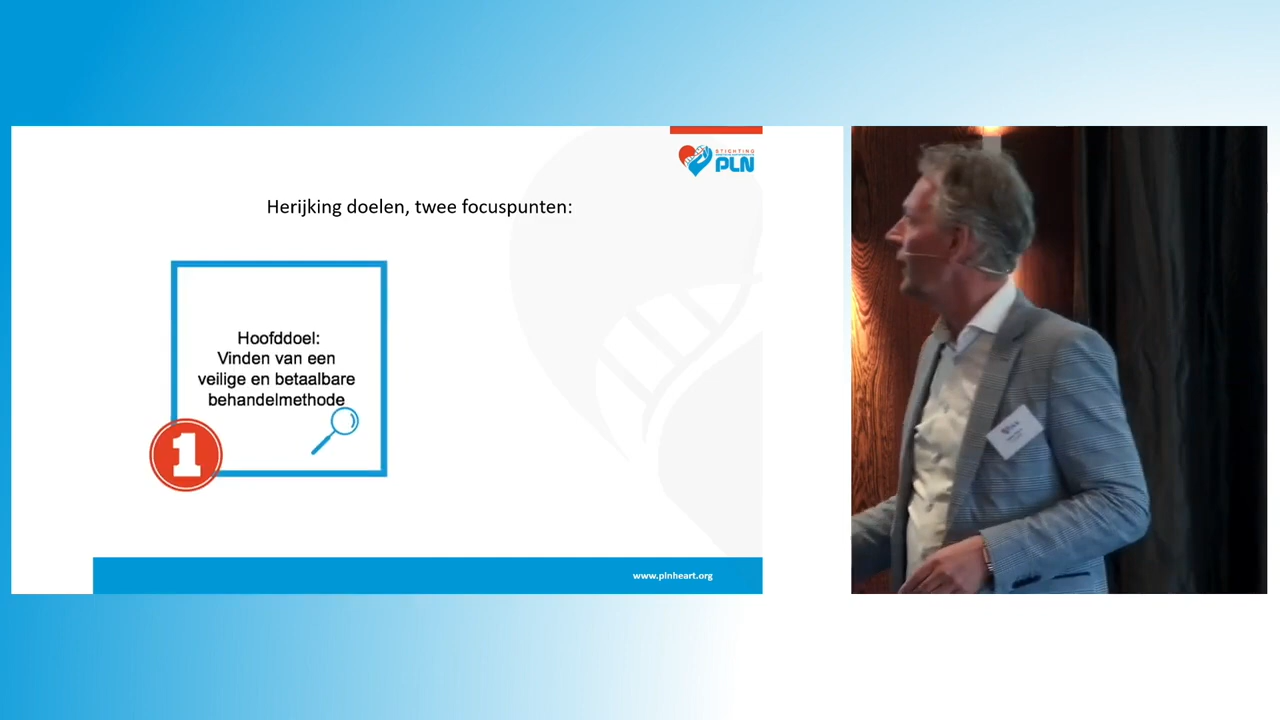 STICHTING
PLN
Herijking doelen, twee focuspunten:
Hoofddoel:
Vinden van een
veilige en betaalbare
behandelmethode
1
www.plnheart.org